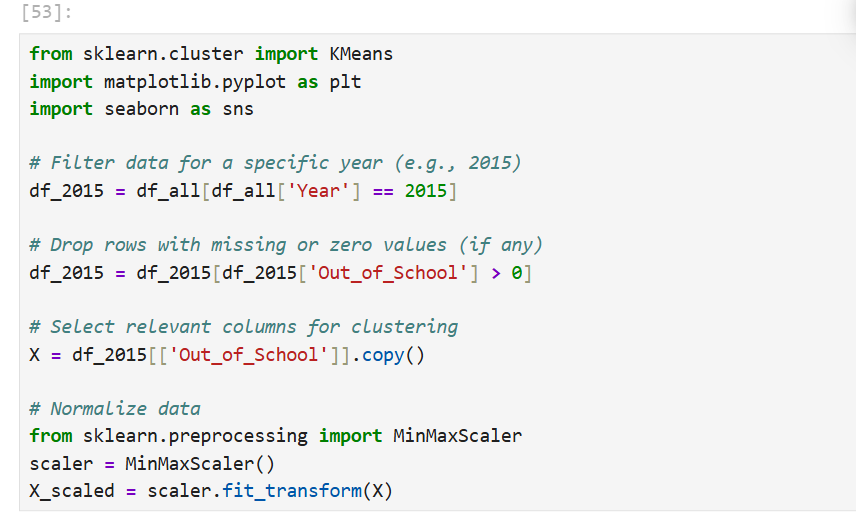 [53]:
from sklearn.cluster import KMeans
import matplotlib.pyplot as plt
import seaborn as sns
# Filter data for a specific year (e.g., 2015)
df_2015 = df_all[df_all['Year'] == 2015]
# Drop rows with missing or zero values (if any)
df_2015 = df_2015[df_2015['Out_of_School'] > 0]
# Select relevant columns for clustering
X = df_2015[['Out_of_School']].copy()
# Normalize data
from sklearn.preprocessing import MinMaxScaler
scaler = MinMaxScaler()
X_scaled = scaler.fit_transform(X)